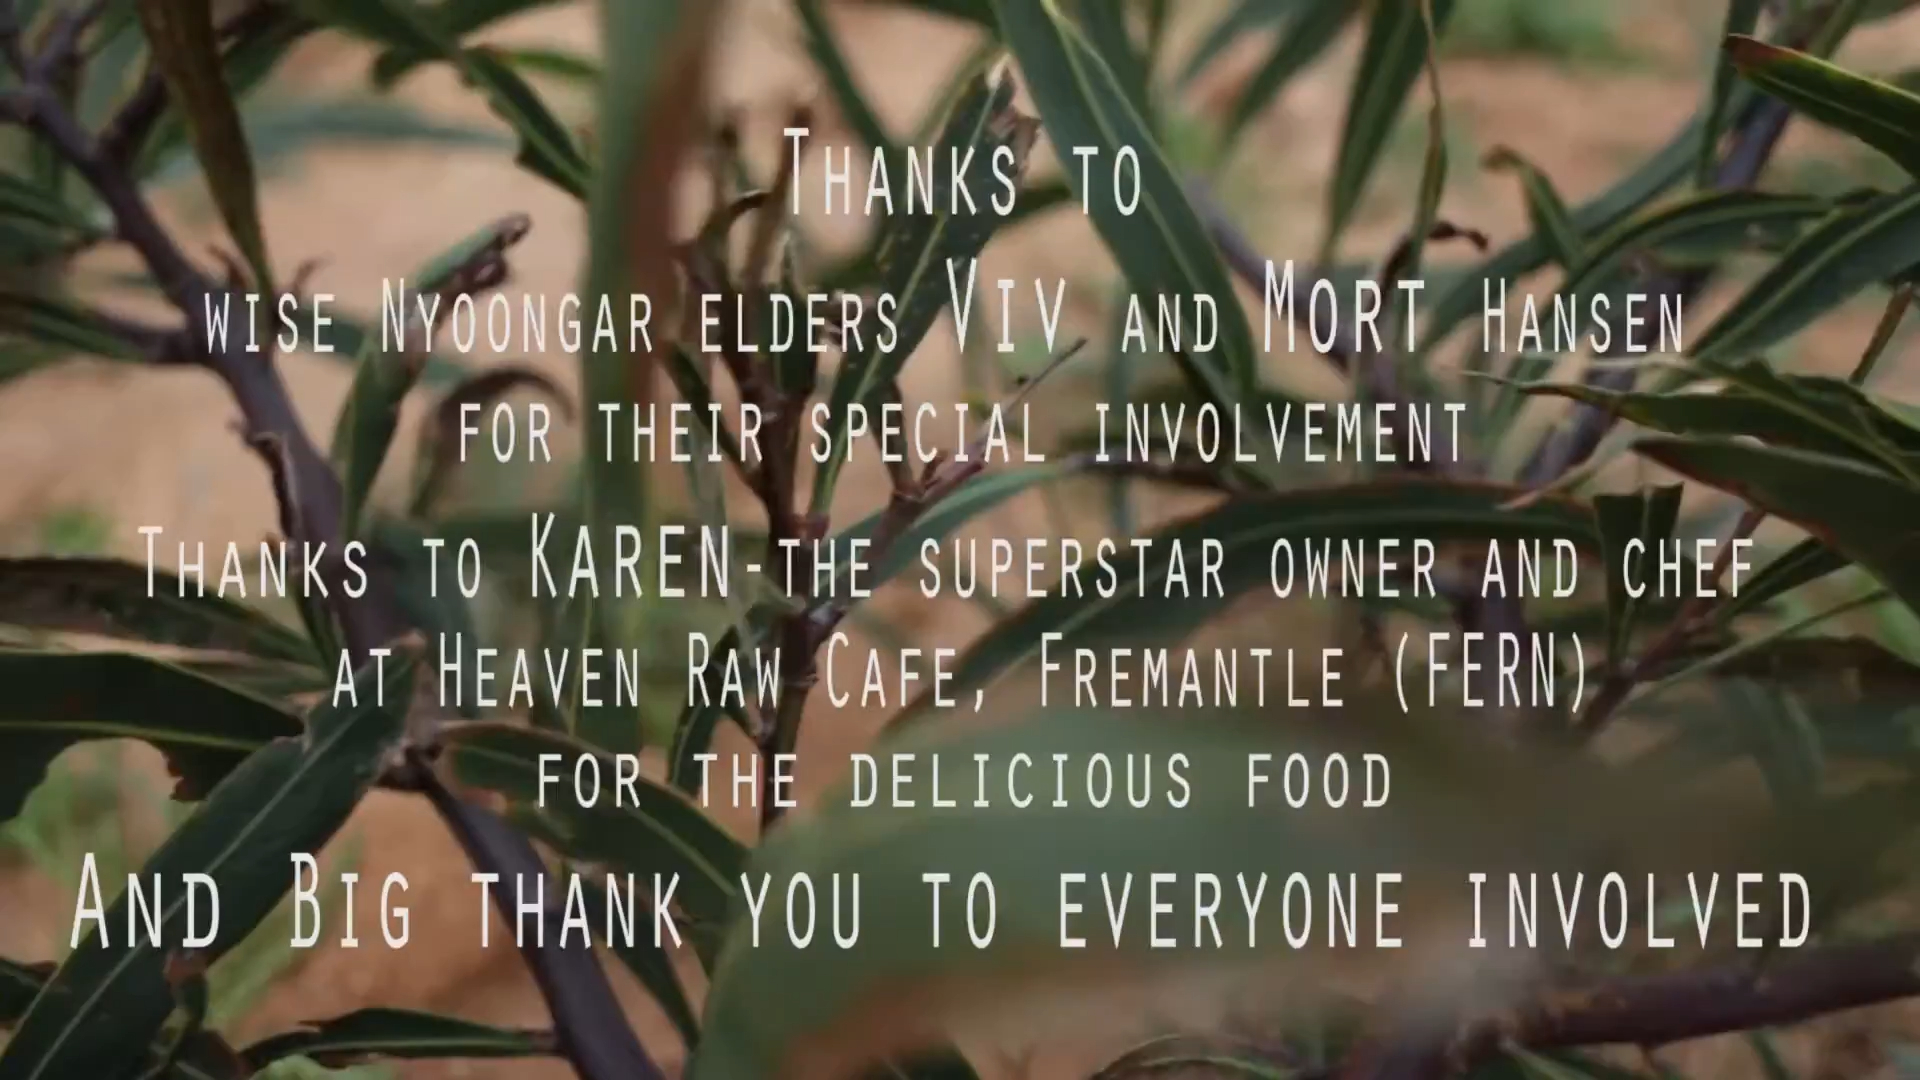 Thanks to
wise Nyoongar elders Viv and Mort Hansen
for their special involvement
Thanks to KAREN-the superstar owner and chef
at Heaven Raw Cafe, Fremantle (FERN)
for the delicious food
And Big thank you to everyone involved